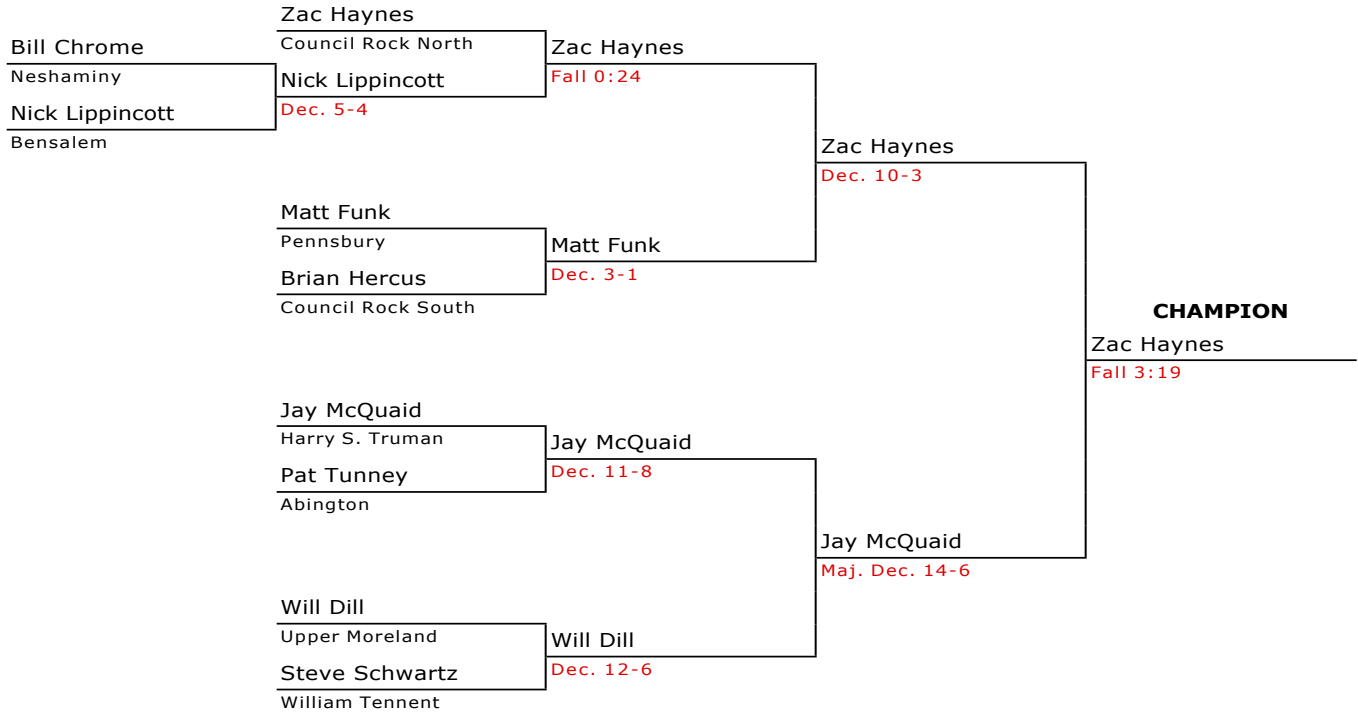 Zac Haynes
Council Rock North
Bill Chrome
Neshaminy
Nick Lippincott
Bensalem
Nick Lippincott
Dec. 5-4
Zac Haynes
Fall 0:24
Zac Haynes
Dec. 10-3
Matt Funk
Pennsbury
Brian Hercus
Council Rock South
Matt Funk
Dec. 3-1
CHAMPION
Zac Haynes
Fall 3:19
Jay McQuaid
Harry S. Truman
Pat Tunney
Abington
Jay McQuaid
Dec. 11-8
Jay McQuaid
Maj. Dec. 14-6
Will Dill
Upper Moreland
Steve Schwartz
William Tennent
Will Dill
Dec. 12-6